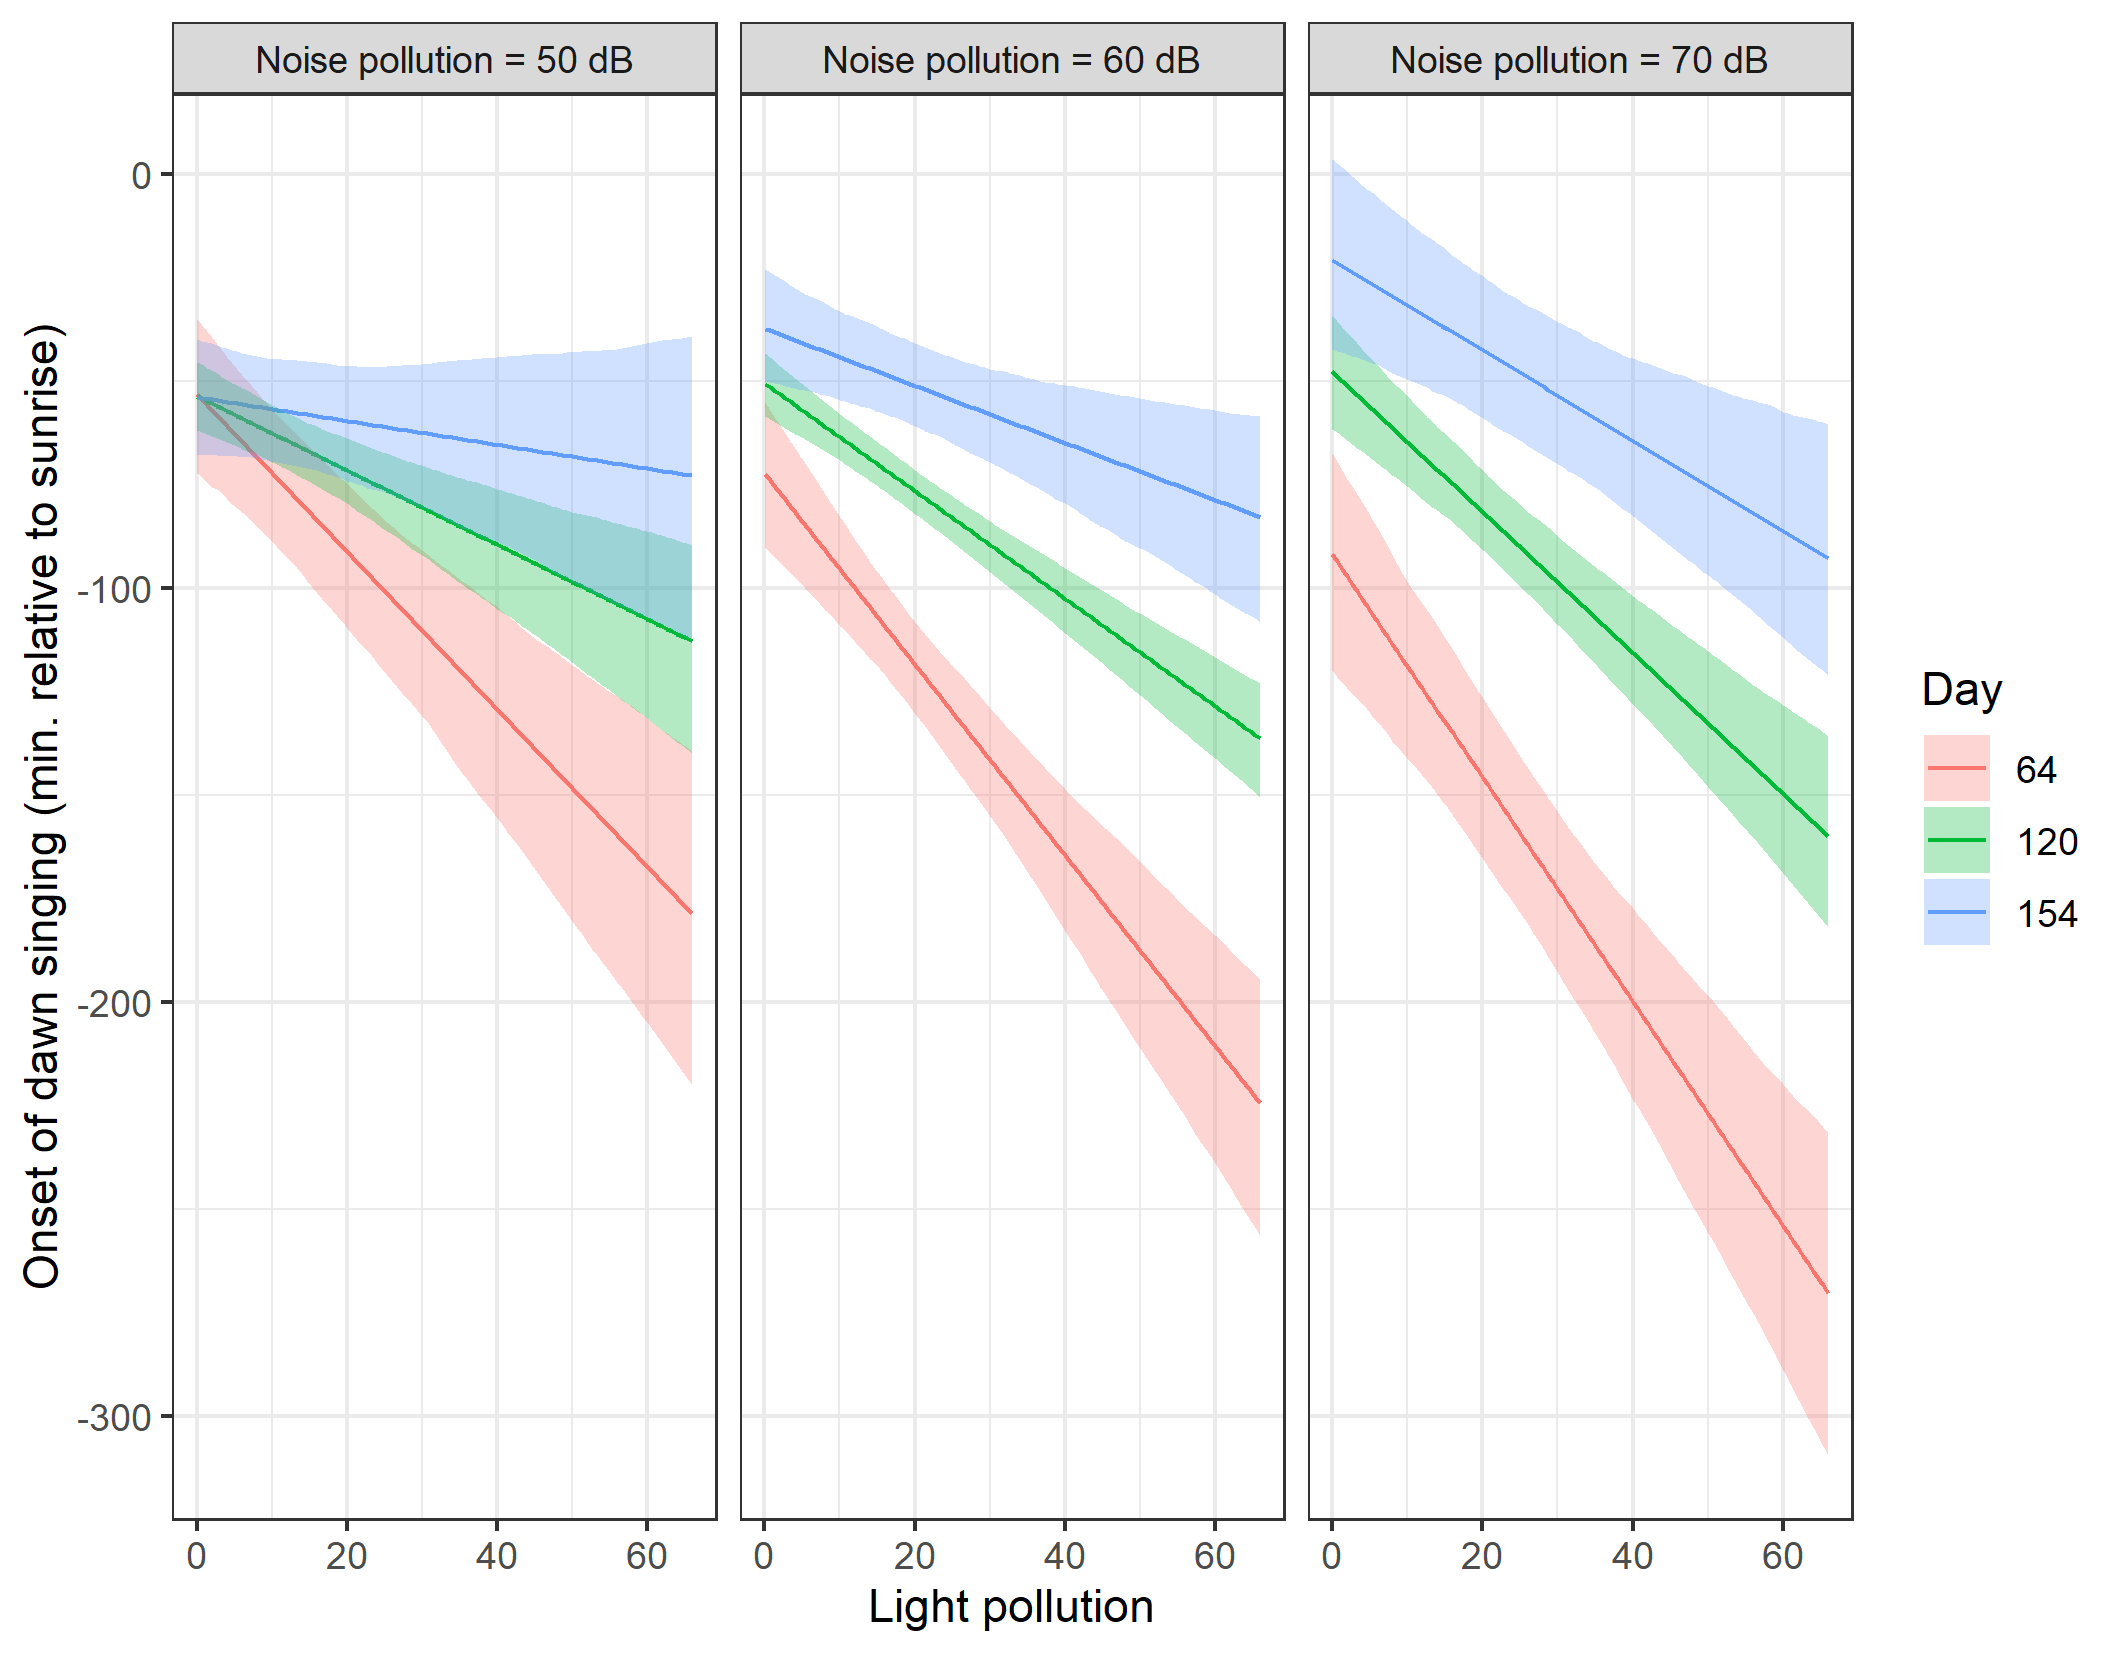 Noise pollution = 50 dB
Noise pollution = 60 dB
Noise pollution = 70 dB
Onset of dawn singing (min. relative to sunrise)
0
-100
-200
-300
0 20 40 60
0 20 40 60
0 20 40 60
Light pollution
Day
64
120
154